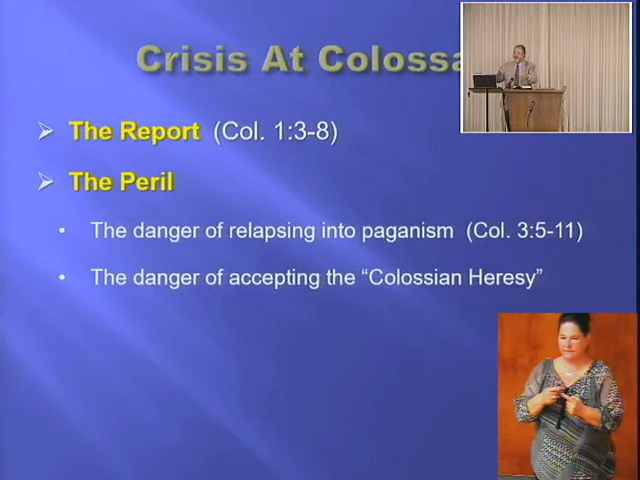 Crisis At Colossa
➢ The Report (Col. 1:3-8)
➢ The Peril
• The danger of relapsing into paganism (Col. 3:5-11)
• The danger of accepting the “Colossian Heresy”